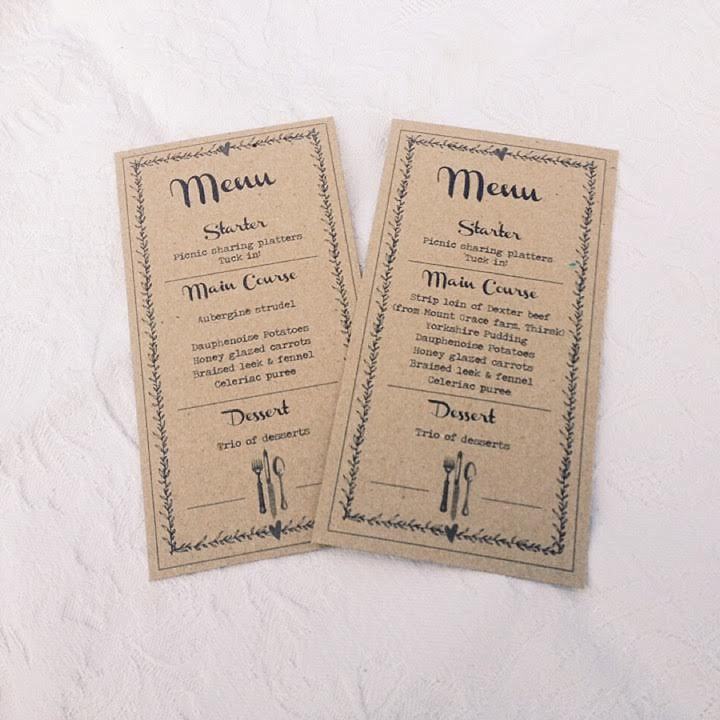 Menu
Starter
Picnic sharing platters
Tuck in!
Main Course
Aubergine strudel
Dauphenoise Potatoes
Honey glazed carrots
Braised leek & fennel
Celeriac puree
Dessert
Trio of desserts
Menu
Starter
Picnic sharing platters
Tuck in!
Main Course
Strip loin of Dexter beef
(from Mount Grace farm, Thirsk)
Yorkshire Pudding
Dauphenoise Potatoes
Honey glazed carrots
Braised leek & fennel
Celeriac puree
Dessert
Trio of desserts